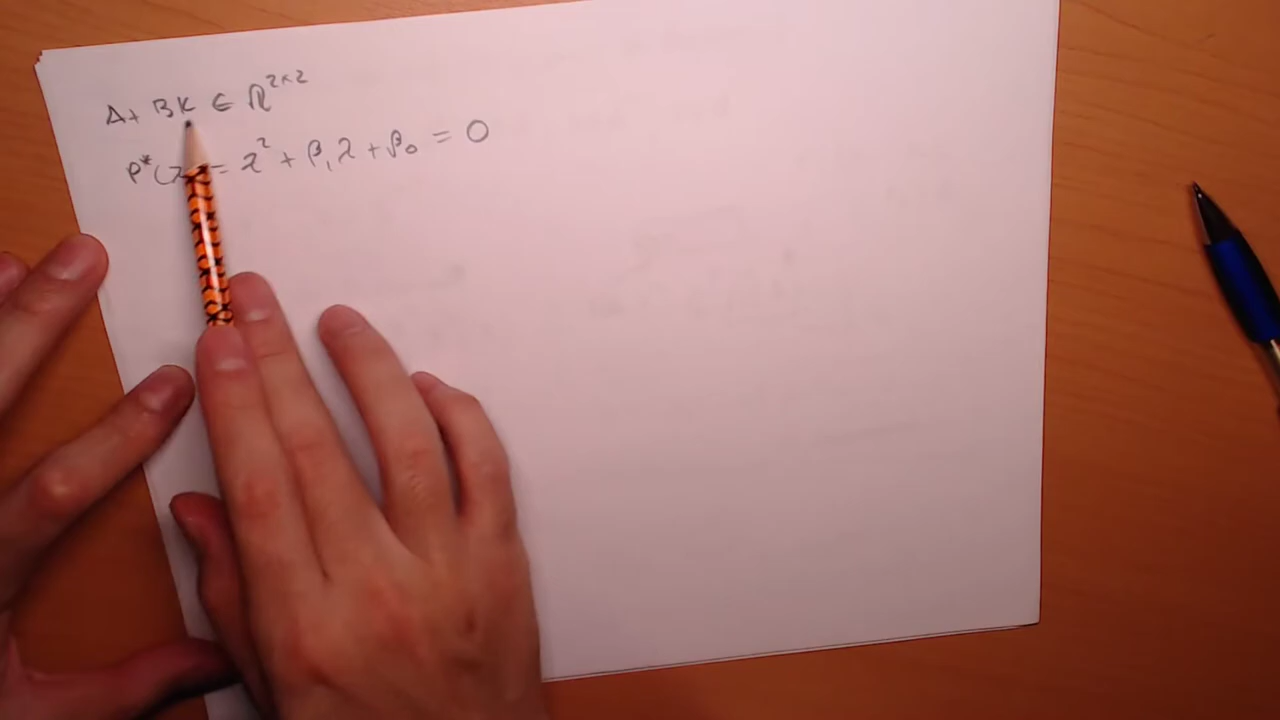 A+ BK ∈ ℝ^{2×2}
P*(λ) = λ² + β₁λ + β₀ = 0